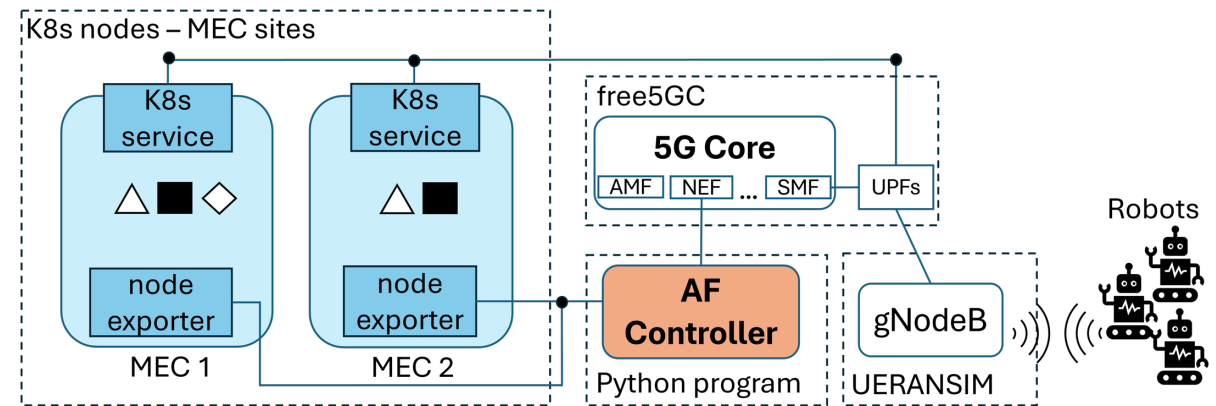 K8s nodes – MEC sites
K8s
service
node
exporter
MEC 1
K8s
service
node
exporter
MEC 2
free5GC
5G Core
AMF
NEF
...
SMF
UPFs
AF
Controller
Python program
gNodeB
UERANSIM
Robots